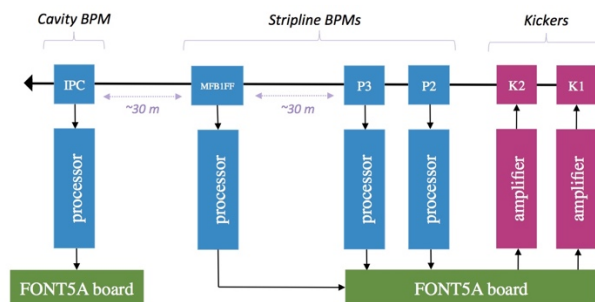 Cavity BPM
Stripline BPMs
Kickers
IPC
MFB1FF
P3
P2
K2
K1
~30 m
~30 m
processor
processor
processor
processor
amplifier
amplifier
FONT5A board
FONT5A board